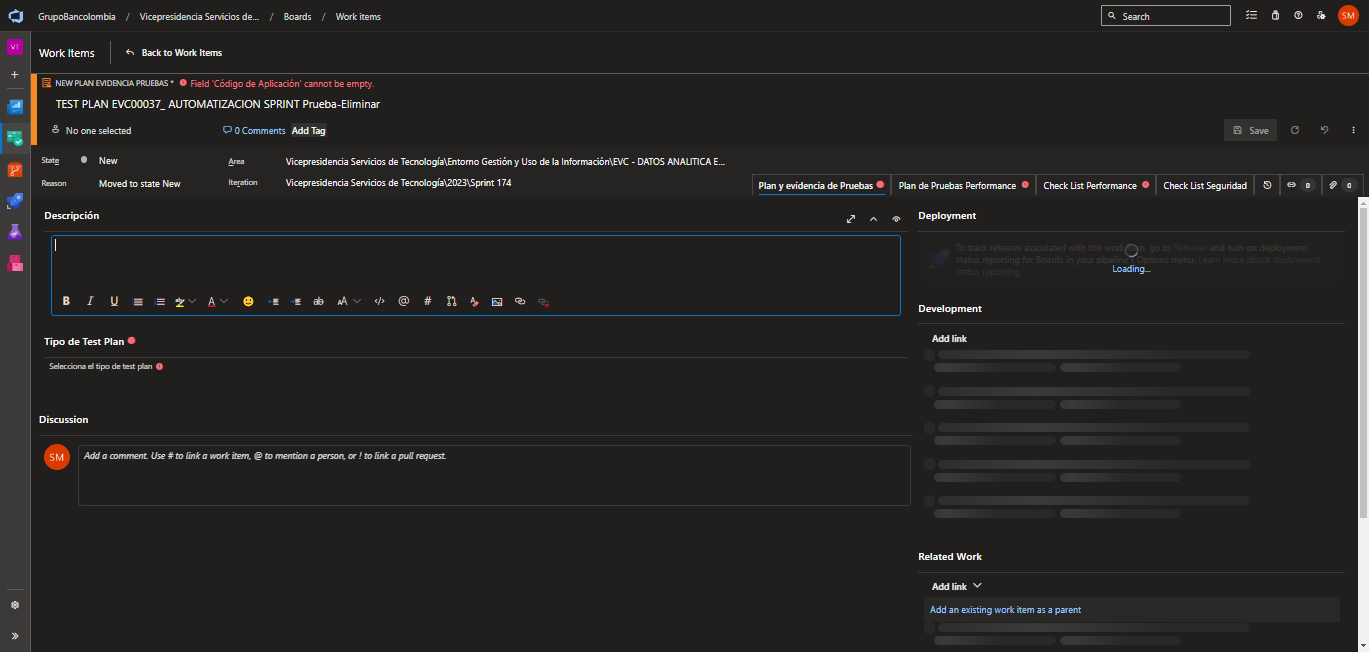 GrupoBancolombia / Vicepresidencia Servicios de... / Boards / Work items
Search
SM
VT
Work Items
Back to Work Items
NEW PLAN EVIDENCIA PRUEBAS * Field 'Código de Aplicación' cannot be empty.
TEST PLAN EVC00037_ AUTOMATIZACION SPRINT Prueba-Eliminar
No one selected
0 Comments
Add Tag
Save
State
New
Area
Vicepresidencia Servicios de Tecnología\Entorno Gestión y Uso de la Información\EVC - DATOS ANALITICA E...
Reason
Moved to state New
Iteration
Vicepresidencia Servicios de Tecnología\2023\Sprint 174
Plan y evidencia de Pruebas
Plan de Pruebas Performance
Check List Performance
Check List Seguridad
0
0
Descripción
B I U ab A ab AA </> @ #
Tipo de Test Plan
Selecciona el tipo de test plan
Discussion
SM
Add a comment. Use # to link a work item, @ to mention a person, or ! to link a pull request.
Deployment
To track releases associated with this work item, go to Releases and turn on deployment
status reporting for Boards in your pipeline's Options menu. Learn more about deployment
status reporting
Loading...
Development
Add link
Related Work
Add link
Add an existing work item as a parent